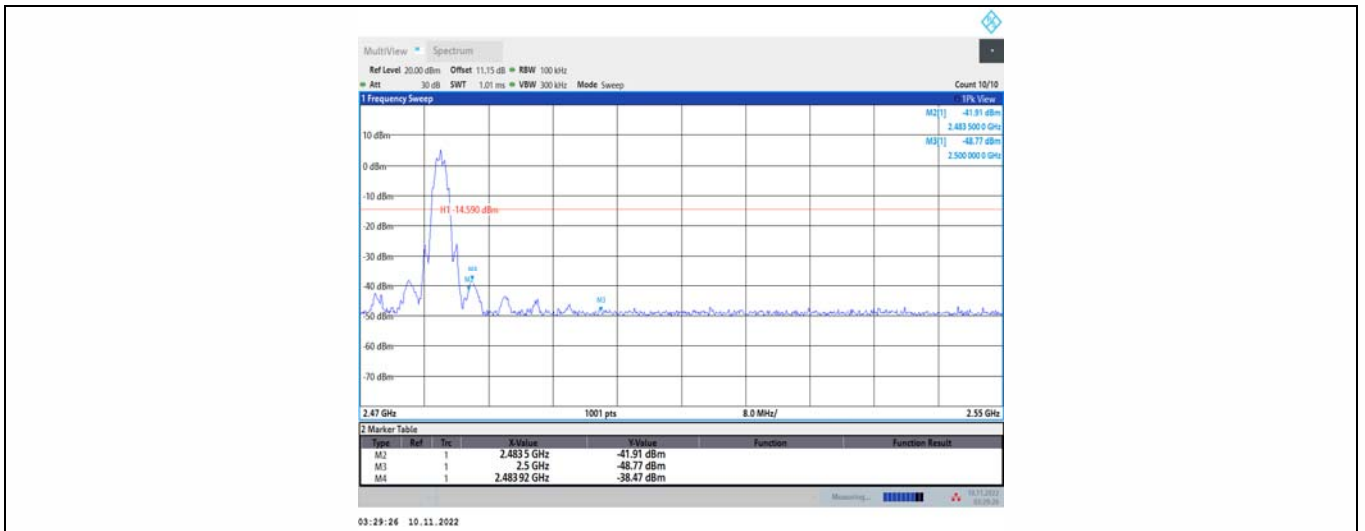 MultiView Spectrum
Ref Level 20.00 dBm Offset 11.15 dB RBW 100 kHz
Att 30 dB SWT 1.01 ms VBW 300 kHz Mode Sweep Count 10/10
1 Frequency Sweep 1Pk View
M2[1] -41.91 dBm
2.483 500 0 GHz
10 dBm
M3[1] -48.77 dBm
2.500 000 0 GHz
0 dBm
-10 dBm
H1 -14.590 dBm
-20 dBm
-30 dBm
M4
M2
-40 dBm
M3
-50 dBm
-60 dBm
-70 dBm
2.47 GHz 1001 pts 8.0 MHz/ 2.55 GHz
2 Marker Table
Type Ref Trc X-Value Y-Value Function Function Result
M2 1 2.4835 GHz -41.91 dBm
M3 1 2.5 GHz -48.77 dBm
M4 1 2.48392 GHz -38.47 dBm
Measuring... 10.11.2022
03:29:26
03:29:26 10.11.2022